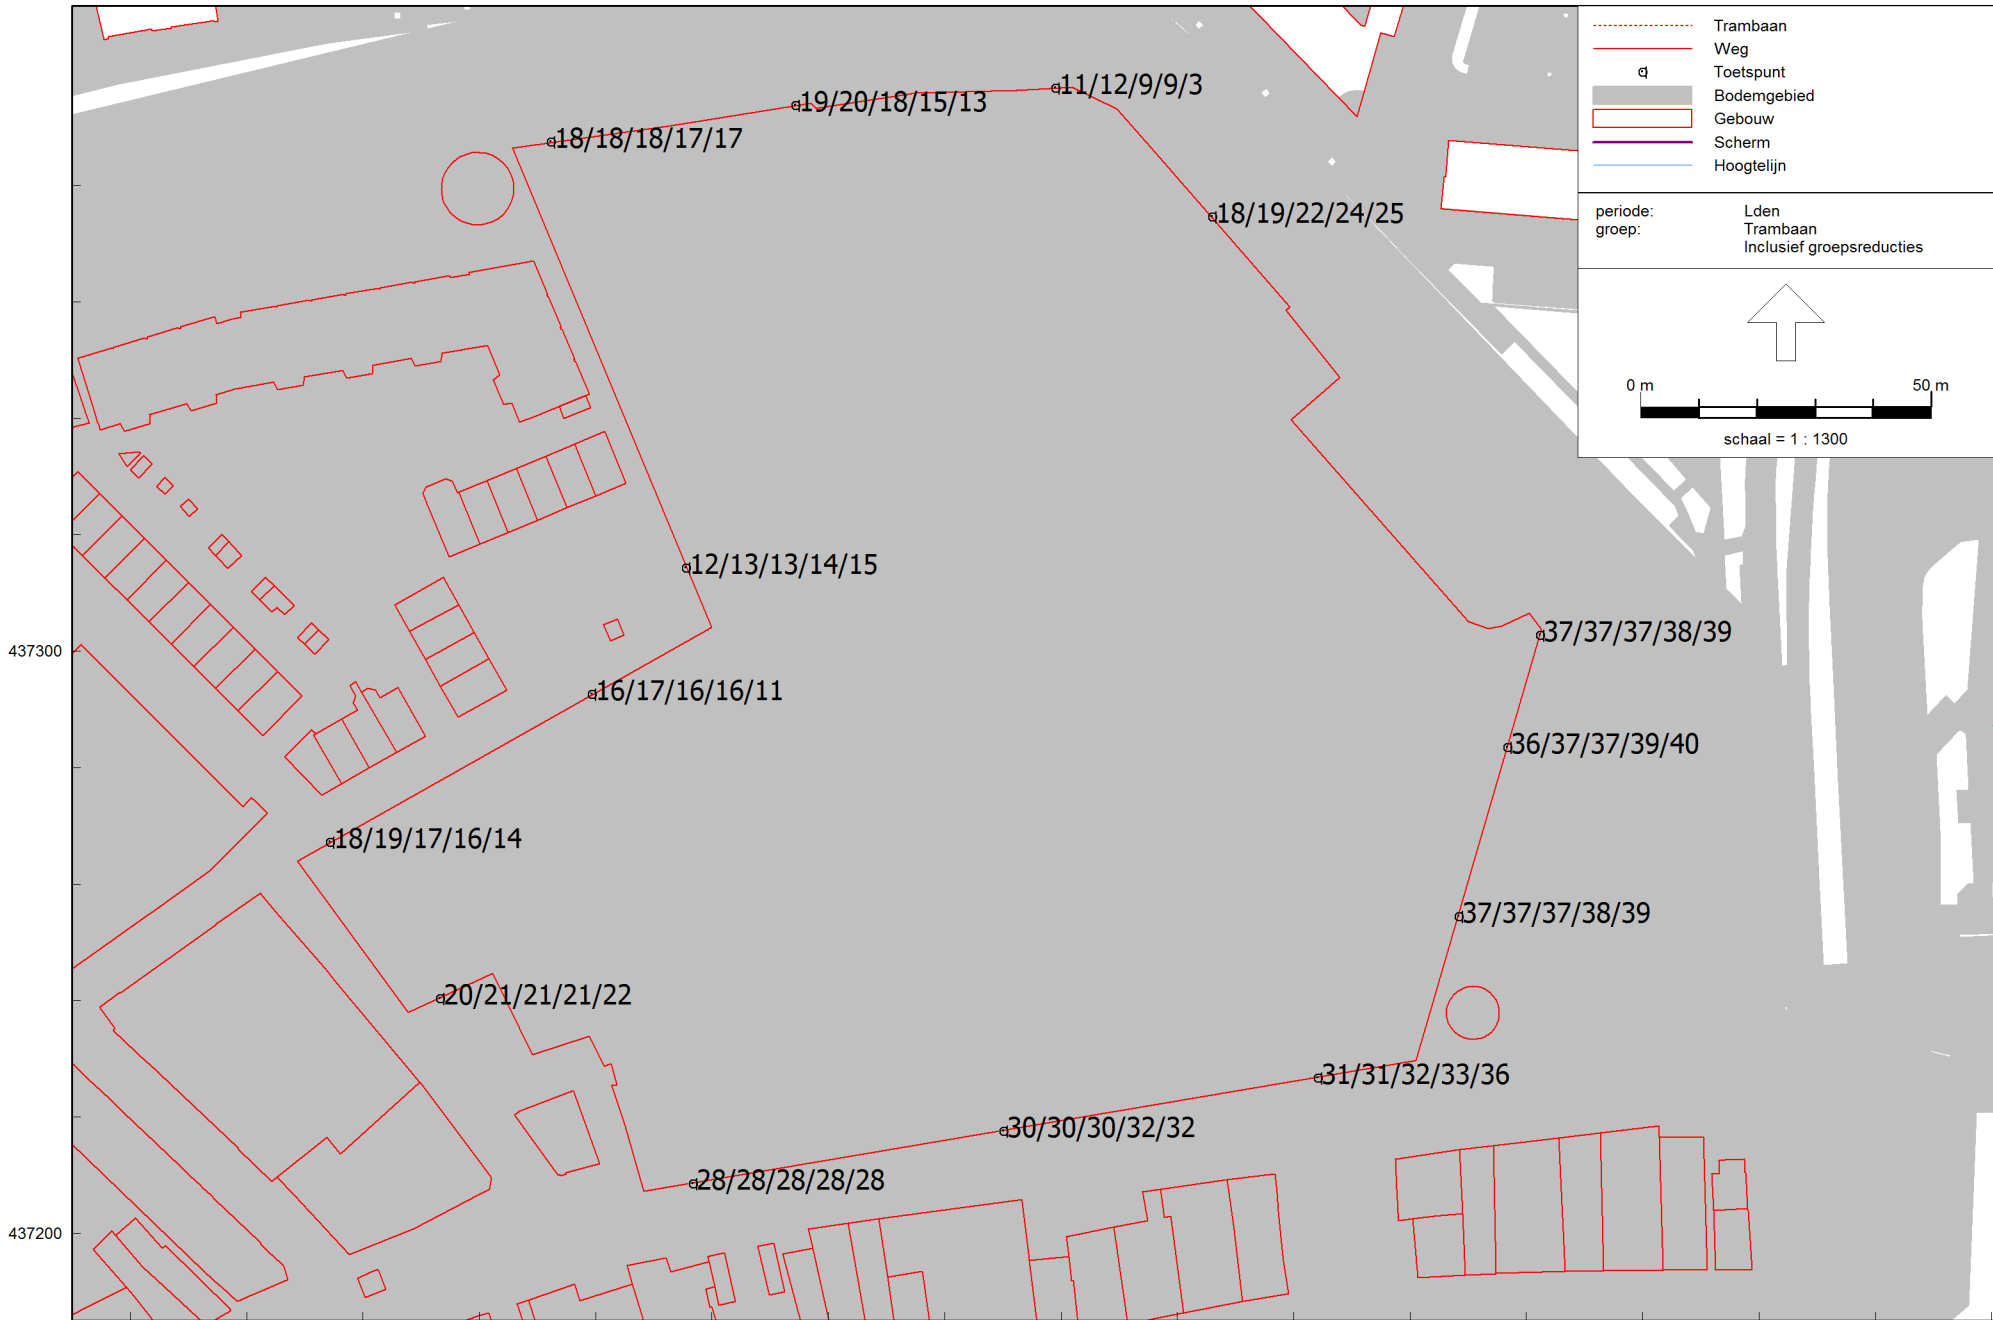 Trambaan
Weg
Toetspunt
Bodemgebied
Gebouw
Scherm
Hoogtelijn
periode: Lden
groep: Trambaan
Inclusief groepsreducties
0 m 50 m
schaal = 1 : 1300
11/12/9/9/3
19/20/18/15/13
18/18/18/17/17
18/19/22/24/25
12/13/13/14/15
37/37/37/38/39
437300
16/17/16/16/11
36/37/37/39/40
18/19/17/16/14
37/37/37/38/39
20/21/21/21/22
31/31/32/33/36
30/30/30/32/32
28/28/28/28/28
437200